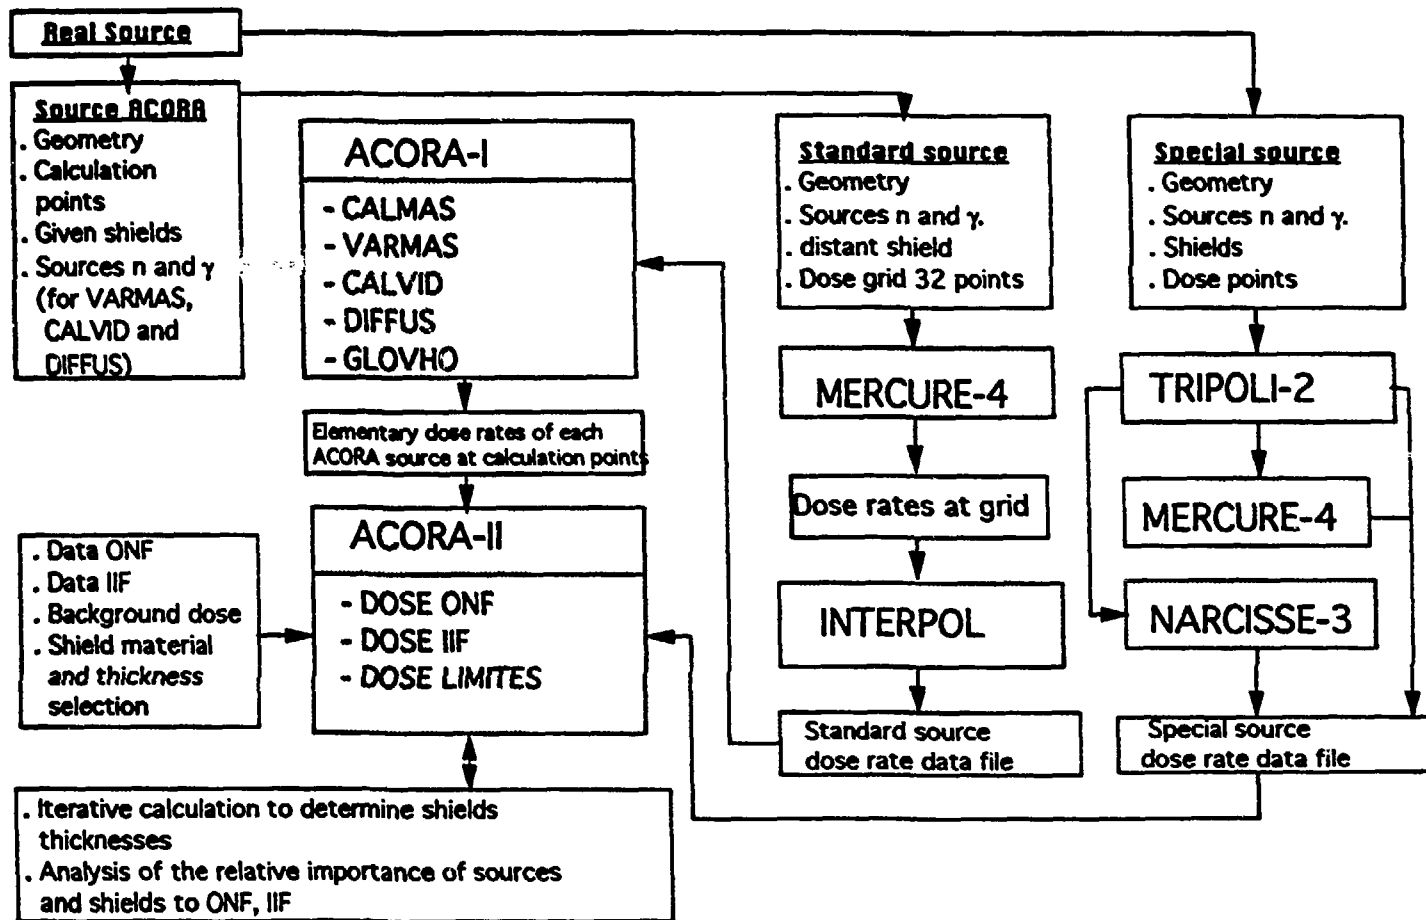 Real Source
Source ACORA
. Geometry
. Calculation
points
. Given shields
. Sources n and γ
(for VARMAS,
CALVID and
DIFFUS)
ACORA-I
- CALMAS
- VARMAS
- CALVID
- DIFFUS
- GLOVHO
Elementary dose rates of each
ACORA source at calculation points
ACORA-II
- DOSE ONF
- DOSE IIF
- DOSE LIMITES
. Data ONF
. Data IIF
. Background dose
. Shield material
and thickness
selection
. Iterative calculation to determine shields
thicknesses
. Analysis of the relative importance of sources
and shields to ONF, IIF
Standard source
. Geometry
. Sources n and γ.
. distant shield
. Dose grid 32 points
MERCURE-4
Dose rates at grid
INTERPOL
Standard source
dose rate data file
Special source
. Geometry
. Sources n and γ.
. Shields
. Dose points
TRIPOLI-2
MERCURE-4
NARCISSE-3
Special source
dose rate data file